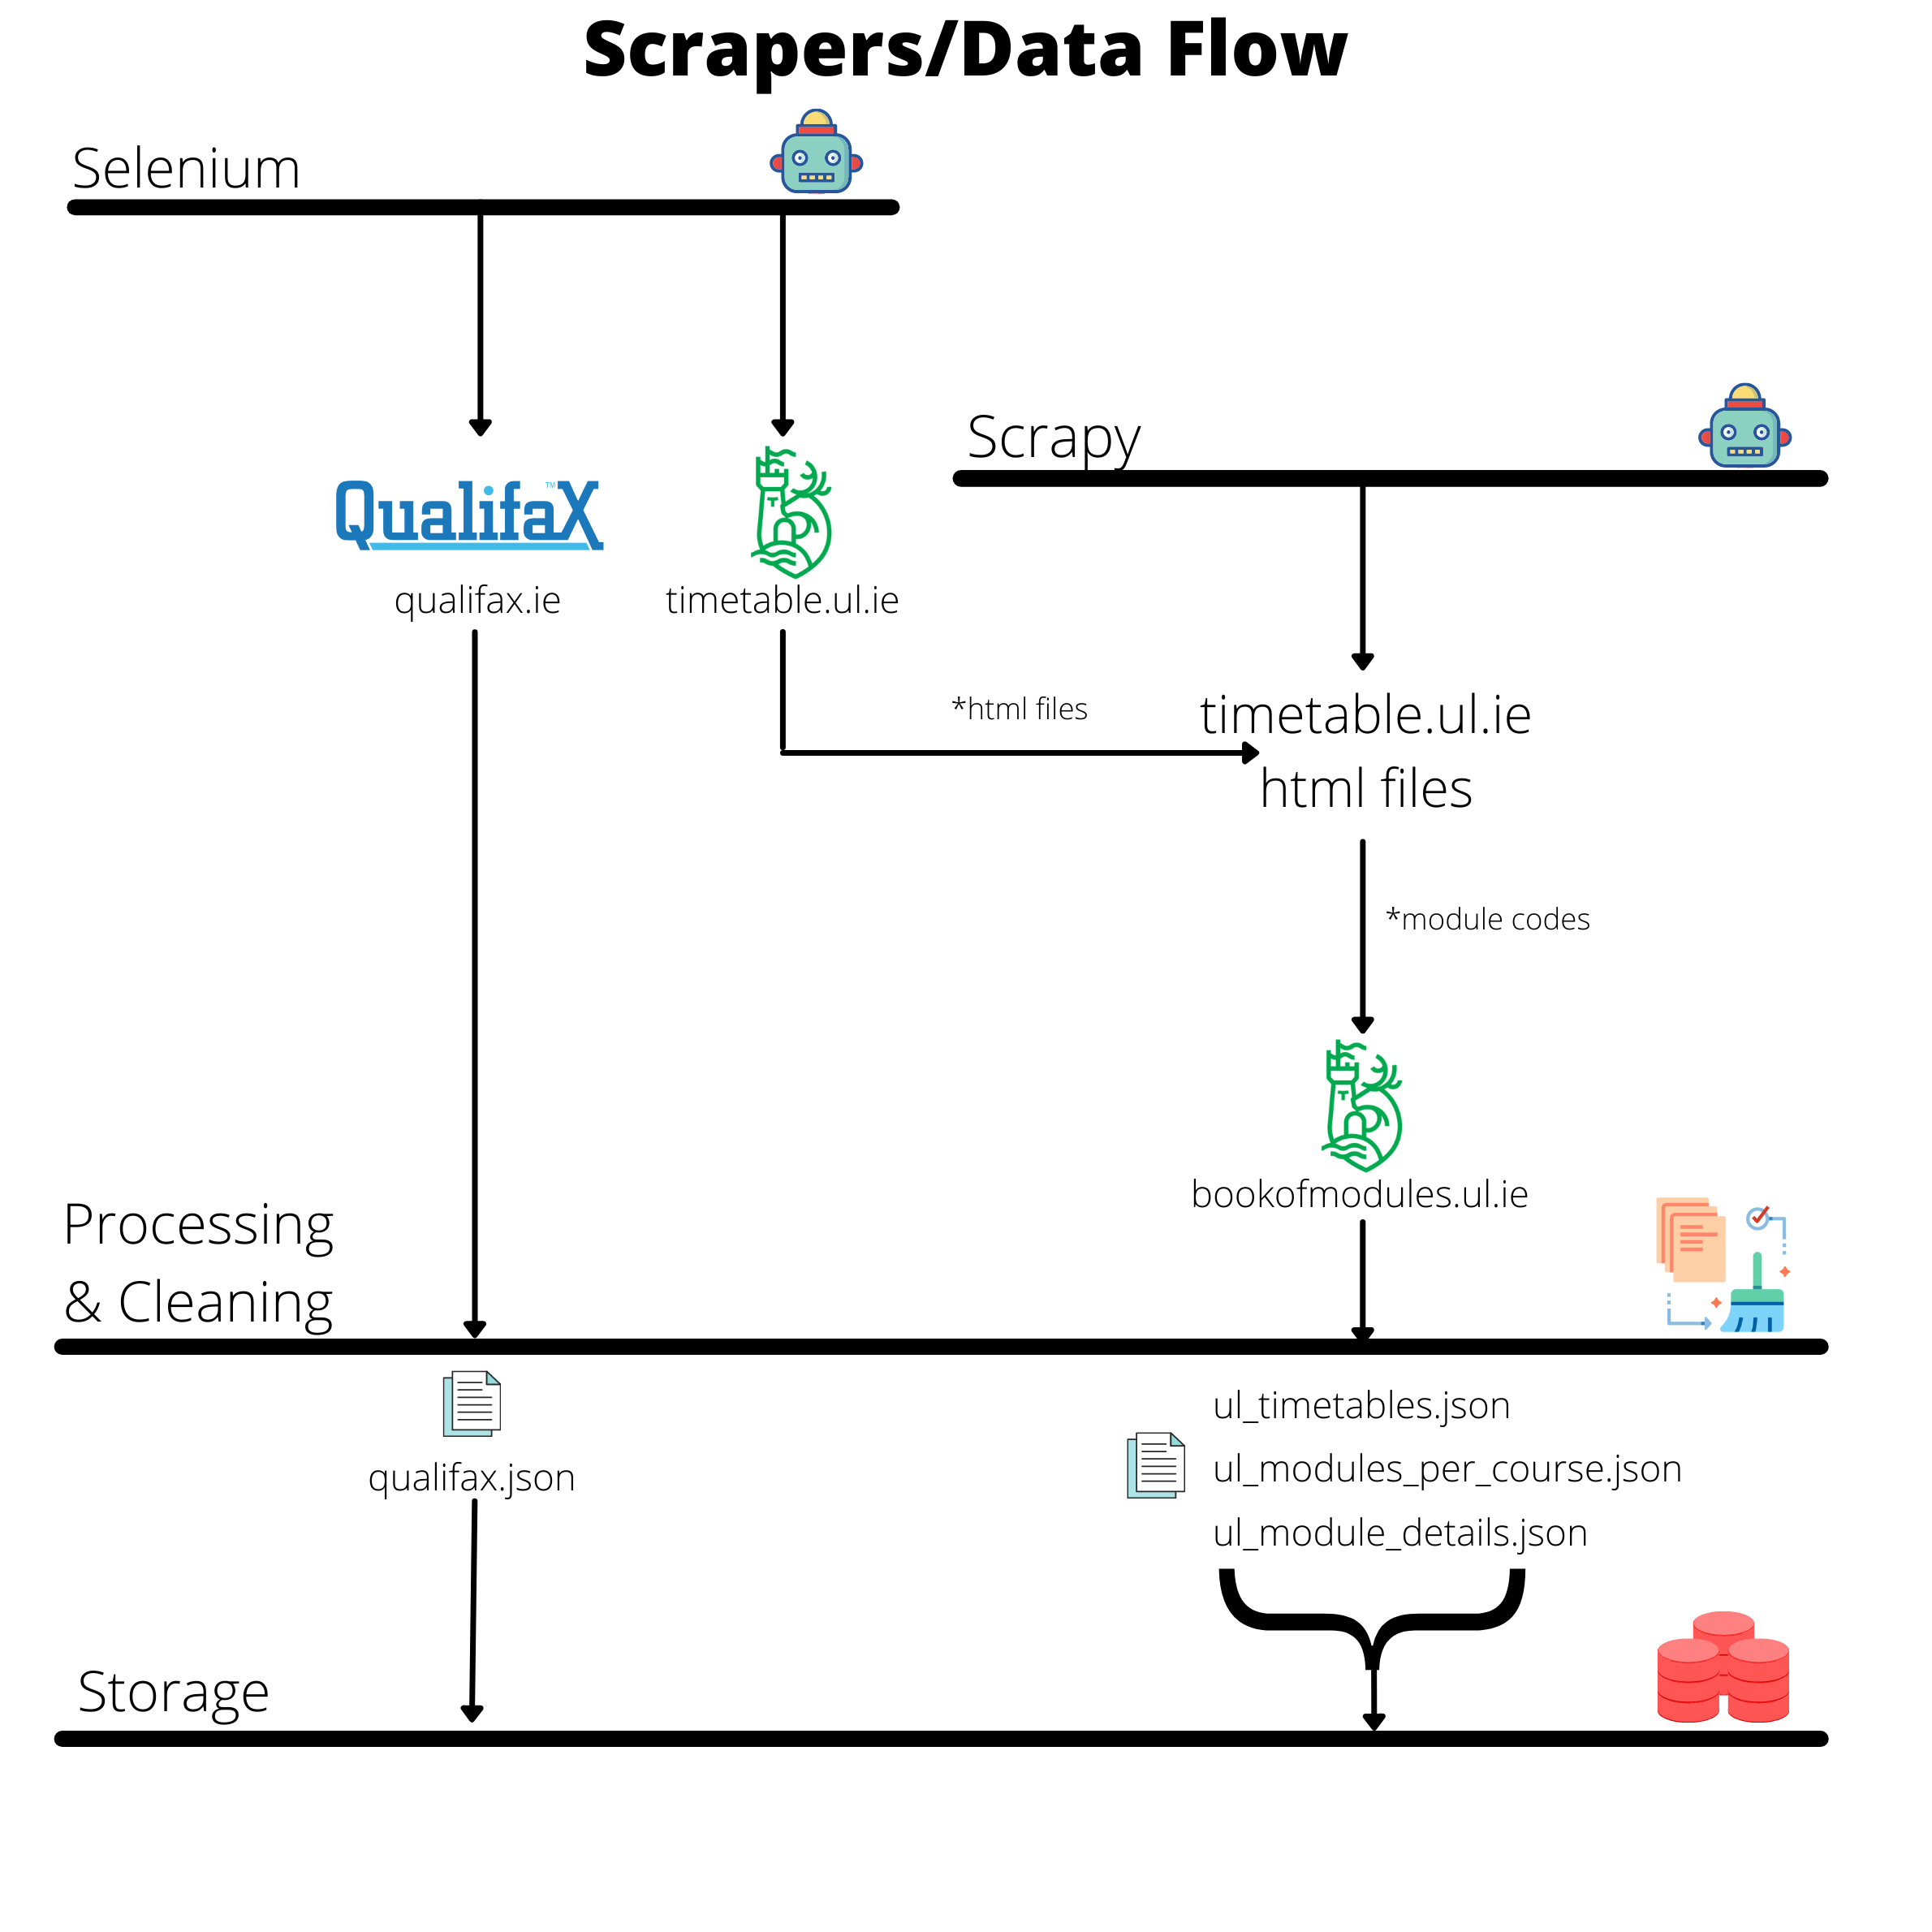 Scrapers/Data Flow
Selenium
Scrapy
QualifaX™
qualifax.ie
timetable.ul.ie
*html files
timetable.ul.ie
html files
*module codes
bookofmodules.ul.ie
Processing
& Cleaning
qualifax.json
ul_timetables.json
ul_modules_per_course.json
ul_module_details.json
Storage